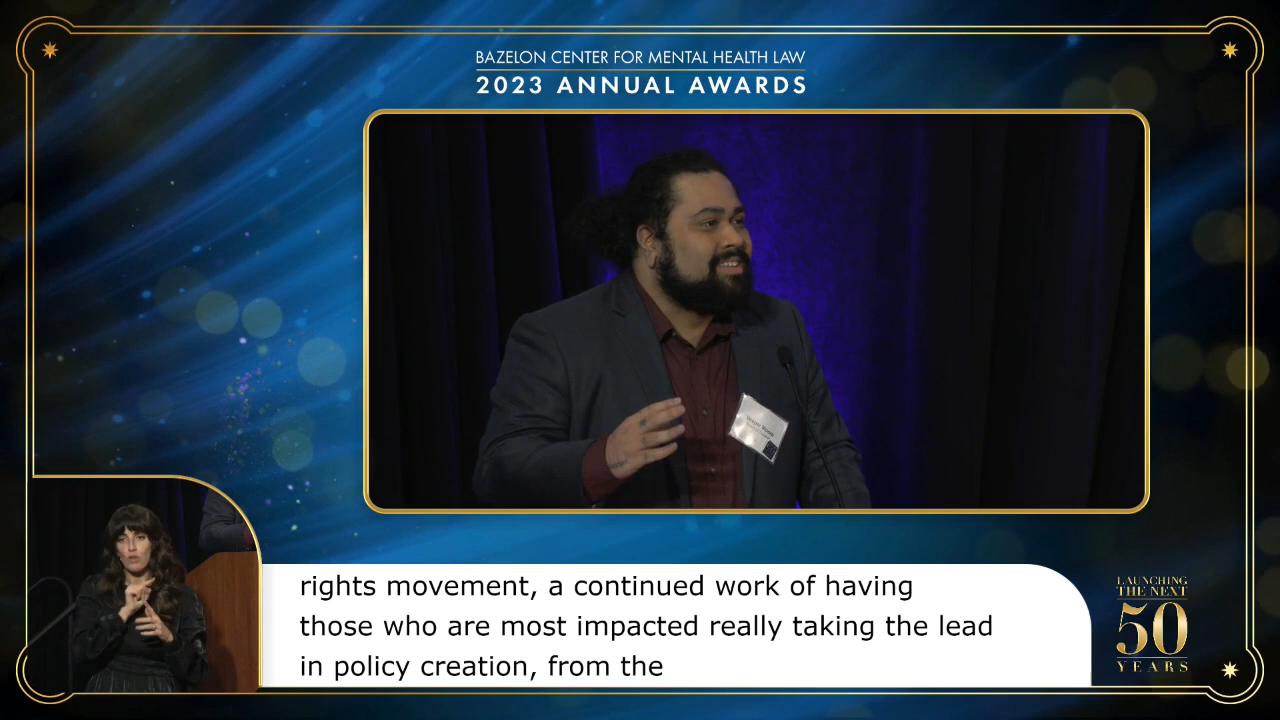 BAZELON CENTER FOR MENTAL HEALTH LAW
2023 ANNUAL AWARDS
rights movement, a continued work of having
those who are most impacted really taking the lead
in policy creation, from the
LAUNCHING
THE NEXT
50
YEARS